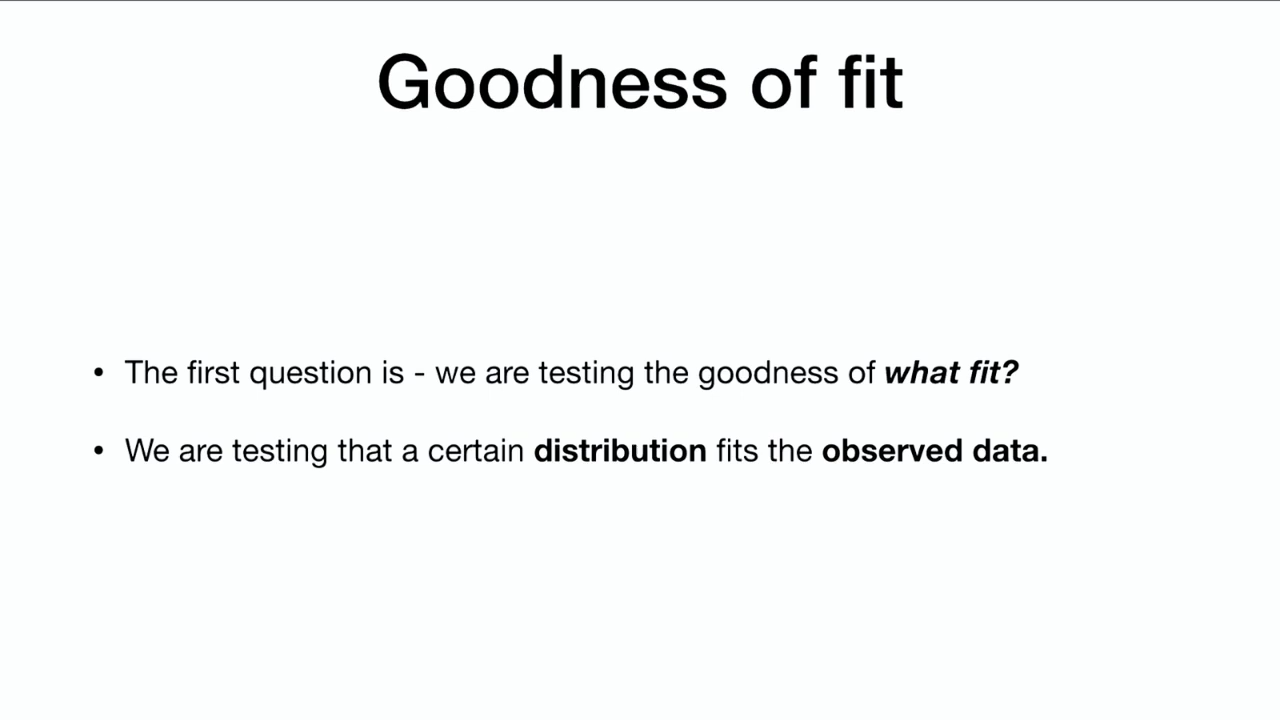 Goodness of fit
• The first question is - we are testing the goodness of what fit?
• We are testing that a certain distribution fits the observed data.